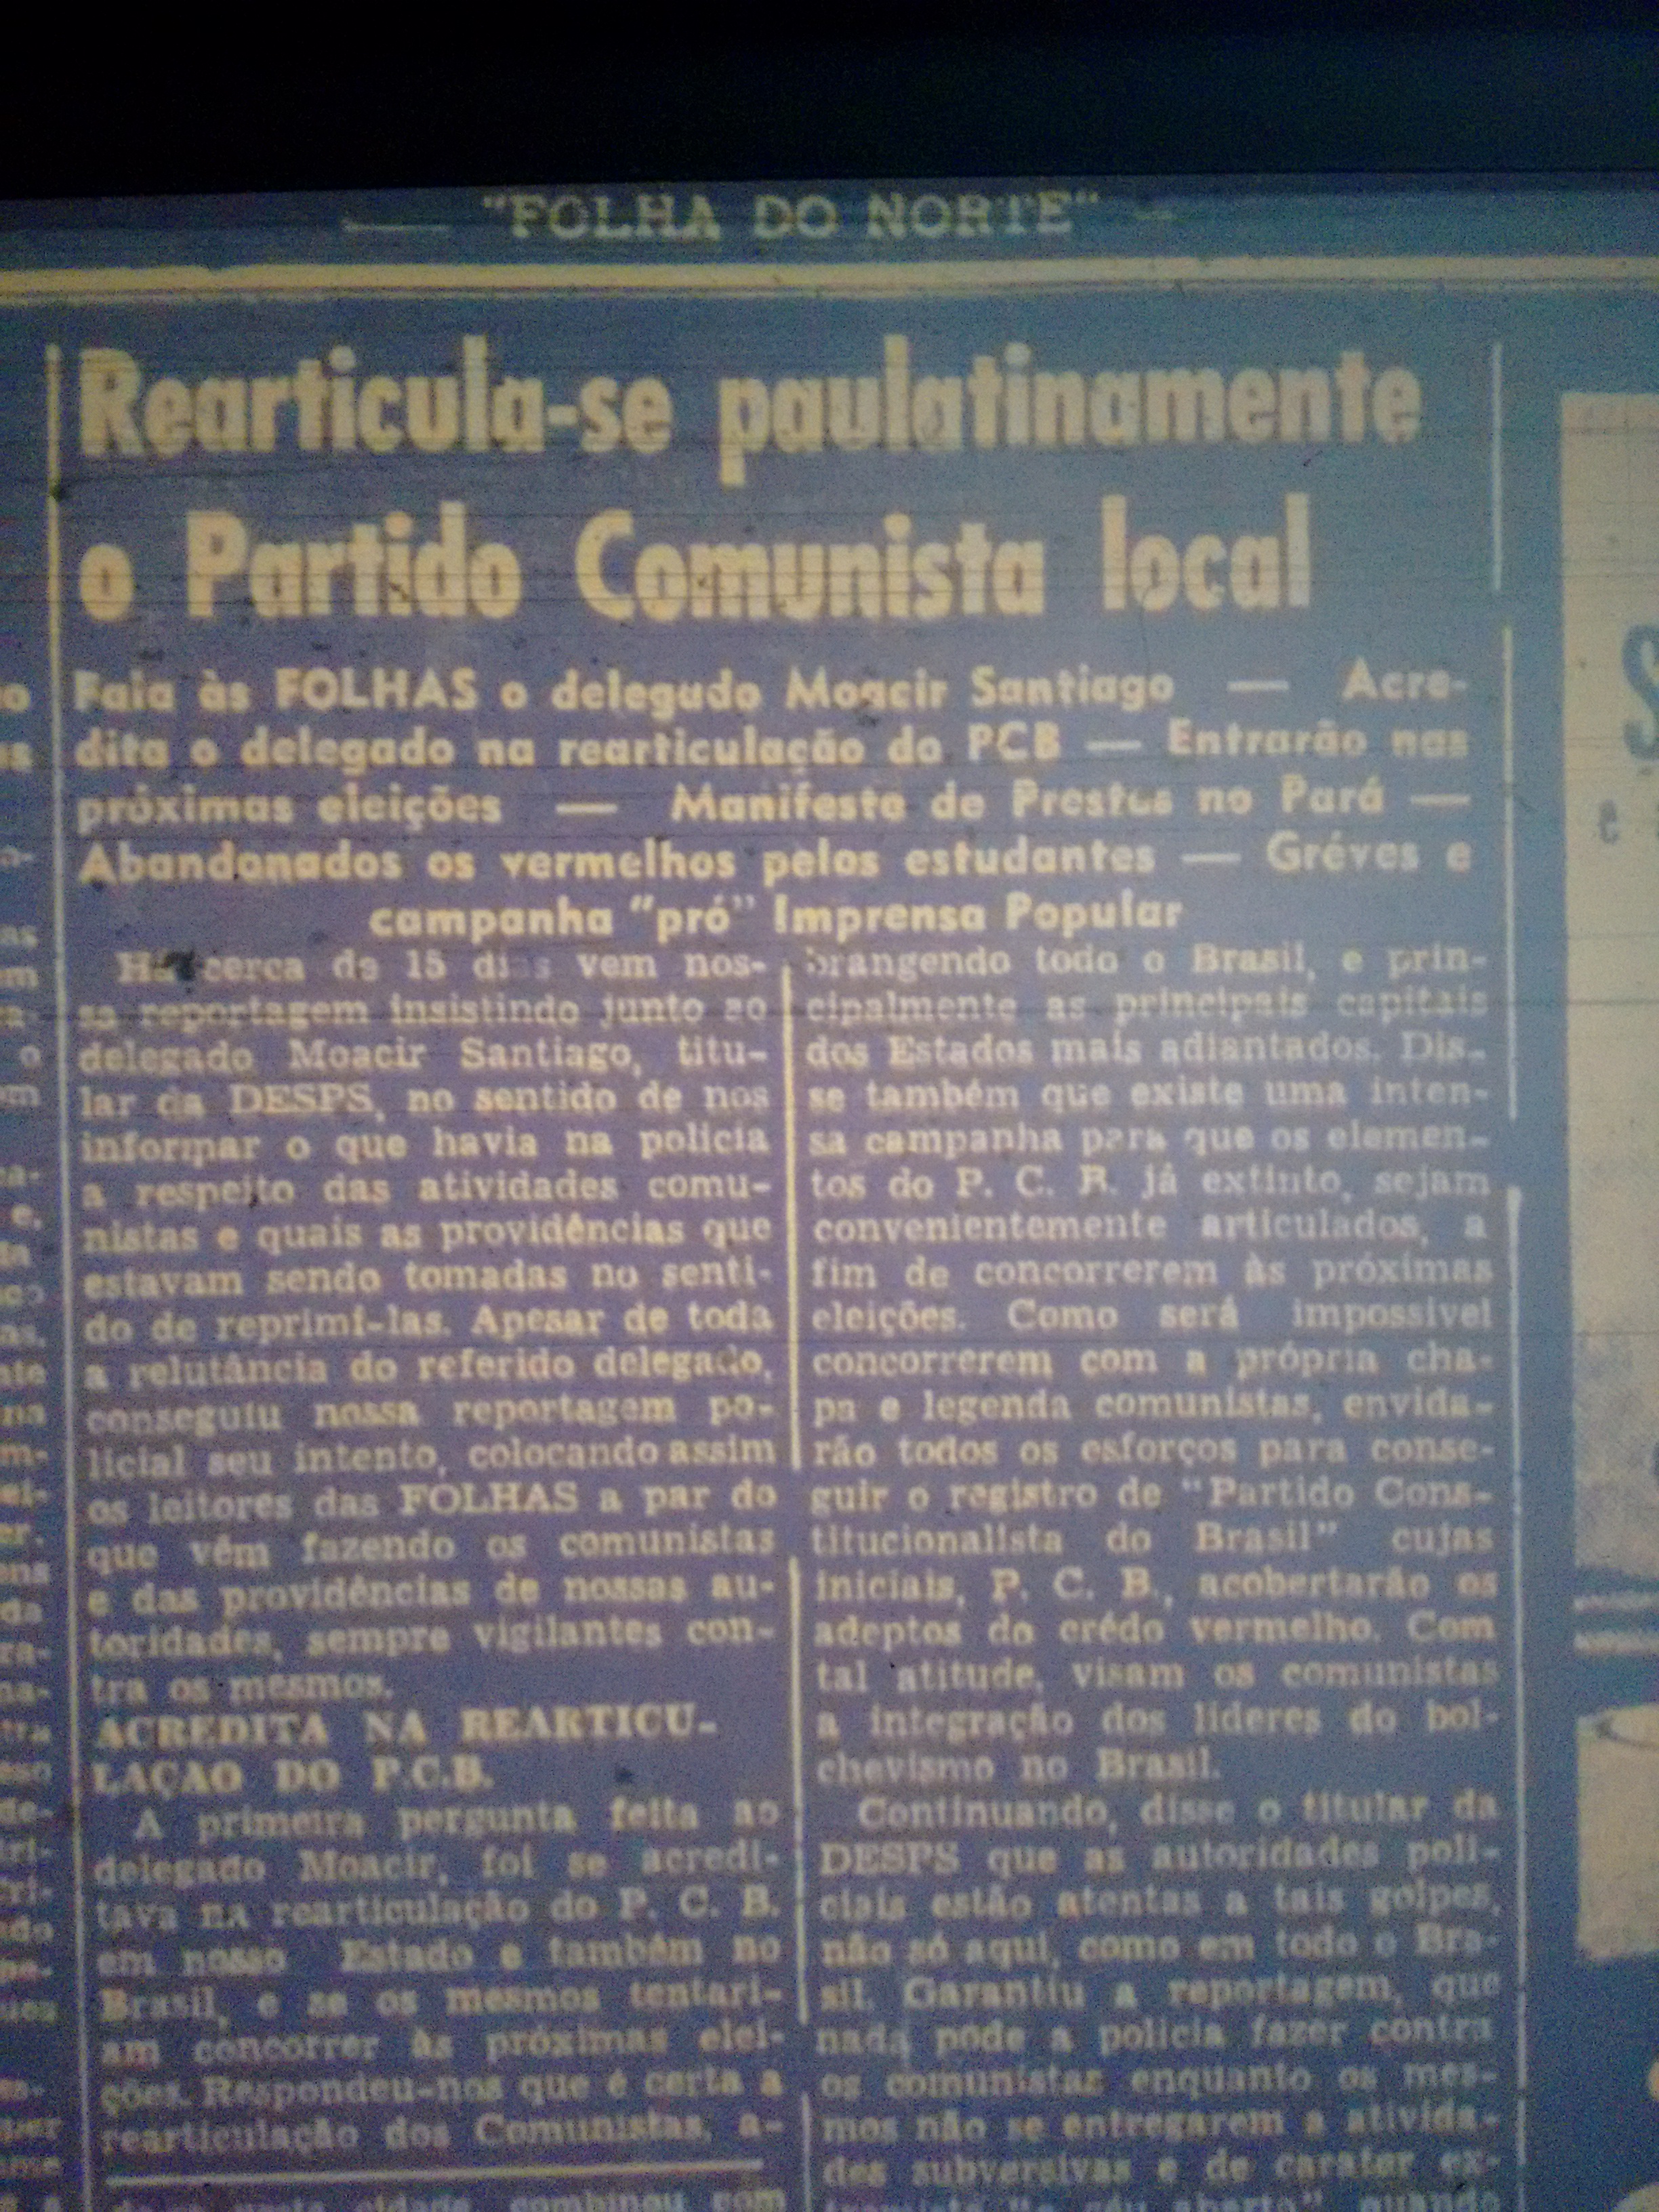 "FOLHA DO NORTE"
Rearticula-se paulatinamente
o Partido Comunista local
Fala às FOLHAS o delegudo Moacir Santiago — Acre-
dita o delegado na rearticulação do PCB — Entrarão nas
próximas eleições — Manifesto de Prestes no Pará —
Abandonados os vermelhos pelos estudantes — Gréves e
campanha "pró" Imprensa Popular
Há cerca de 15 dias vem nos-
sa reportagem insistindo junto ao
delegado Moacir Santiago, titu-
lar da DESPS, no sentido de nos
informar o que havia na policia
a respeito das atividades comu-
nistas e quais as providências que
estavam sendo tomadas no senti-
do de reprimí-las. Apesar de toda
a relutância do referido delegado,
conseguiu nossa reportagem po-
licial seu intento, colocando assim
os leitores das FOLHAS a par do
que vêm fazendo os comunistas
e das providências de nossas au-
toridades, sempre vigilantes con-
tra os mesmos.
ACREDITA NA REARTICU-
LAÇAO DO P.C.B.
A primeira pergunta feita ao
delegado Moacir, foi se acredi-
tava na rearticulação do P. C. B.
em nosso Estado e também no
Brasil, e se os mesmos tentari-
am concorrer às próximas elei-
ções. Respondeu-nos que é certa a
rearticulação dos Comunistas, a-
brangendo todo o Brasil, e prin-
cipalmente as principais capitais
dos Estados mais adiantados. Dis-
se também que existe uma inten-
sa campanha para que os elemen-
tos do P. C. B. já extinto, sejam
convenientemente articulados, a
fim de concorrerem às próximas
eleições. Como será impossivel
concorrerem com a própria cha-
pa e legenda comunistas, envida-
rão todos os esforços para conse-
guir o registro de "Partido Cons-
titucionalista do Brasil" cujas
iniciais, P. C. B., acobertarão os
adeptos do crédo vermelho. Com
tal atitude, visam os comunistas
a integração dos lideres do bol-
chevismo no Brasil.
Continuando, disse o titular da
DESPS que as autoridades poli-
ciais estão atentas a tais golpes,
não só aqui, como em todo o Bra-
sil. Garantiu a reportagem, que
nada pode a policia fazer contra
os comunistas enquanto os mes-
mos não se entregarem a ativida-
des subversivas e de carater ex-